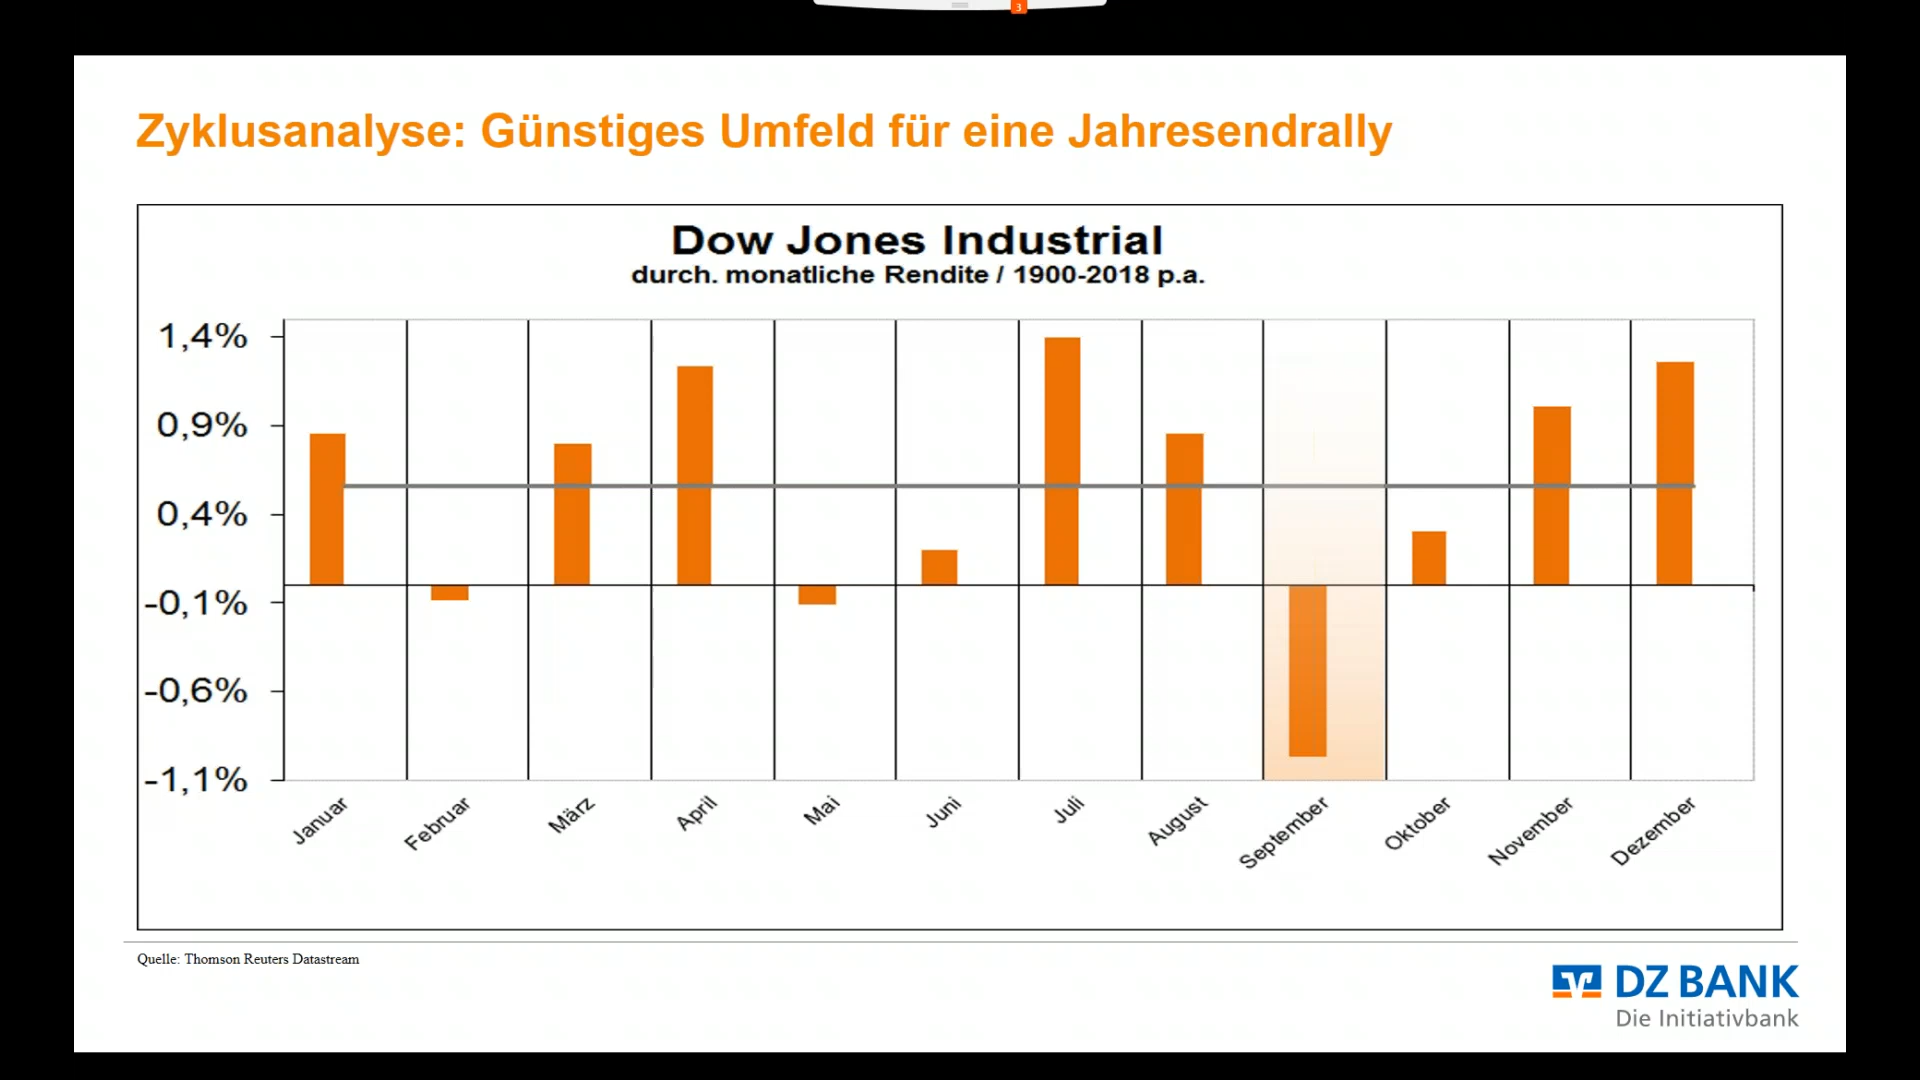 3
Zyklusanalyse: Günstiges Umfeld für eine Jahresendrally
Dow Jones Industrial
durch. monatliche Rendite / 1900-2018 p.a.
1,4%
0,9%
0,4%
-0,1%
-0,6%
-1,1%
Januar
Februar
März
April
Mai
Juni
Juli
August
September
Oktober
November
Dezember
Quelle: Thomson Reuters Datastream
DZ BANK
Die Initiativbank